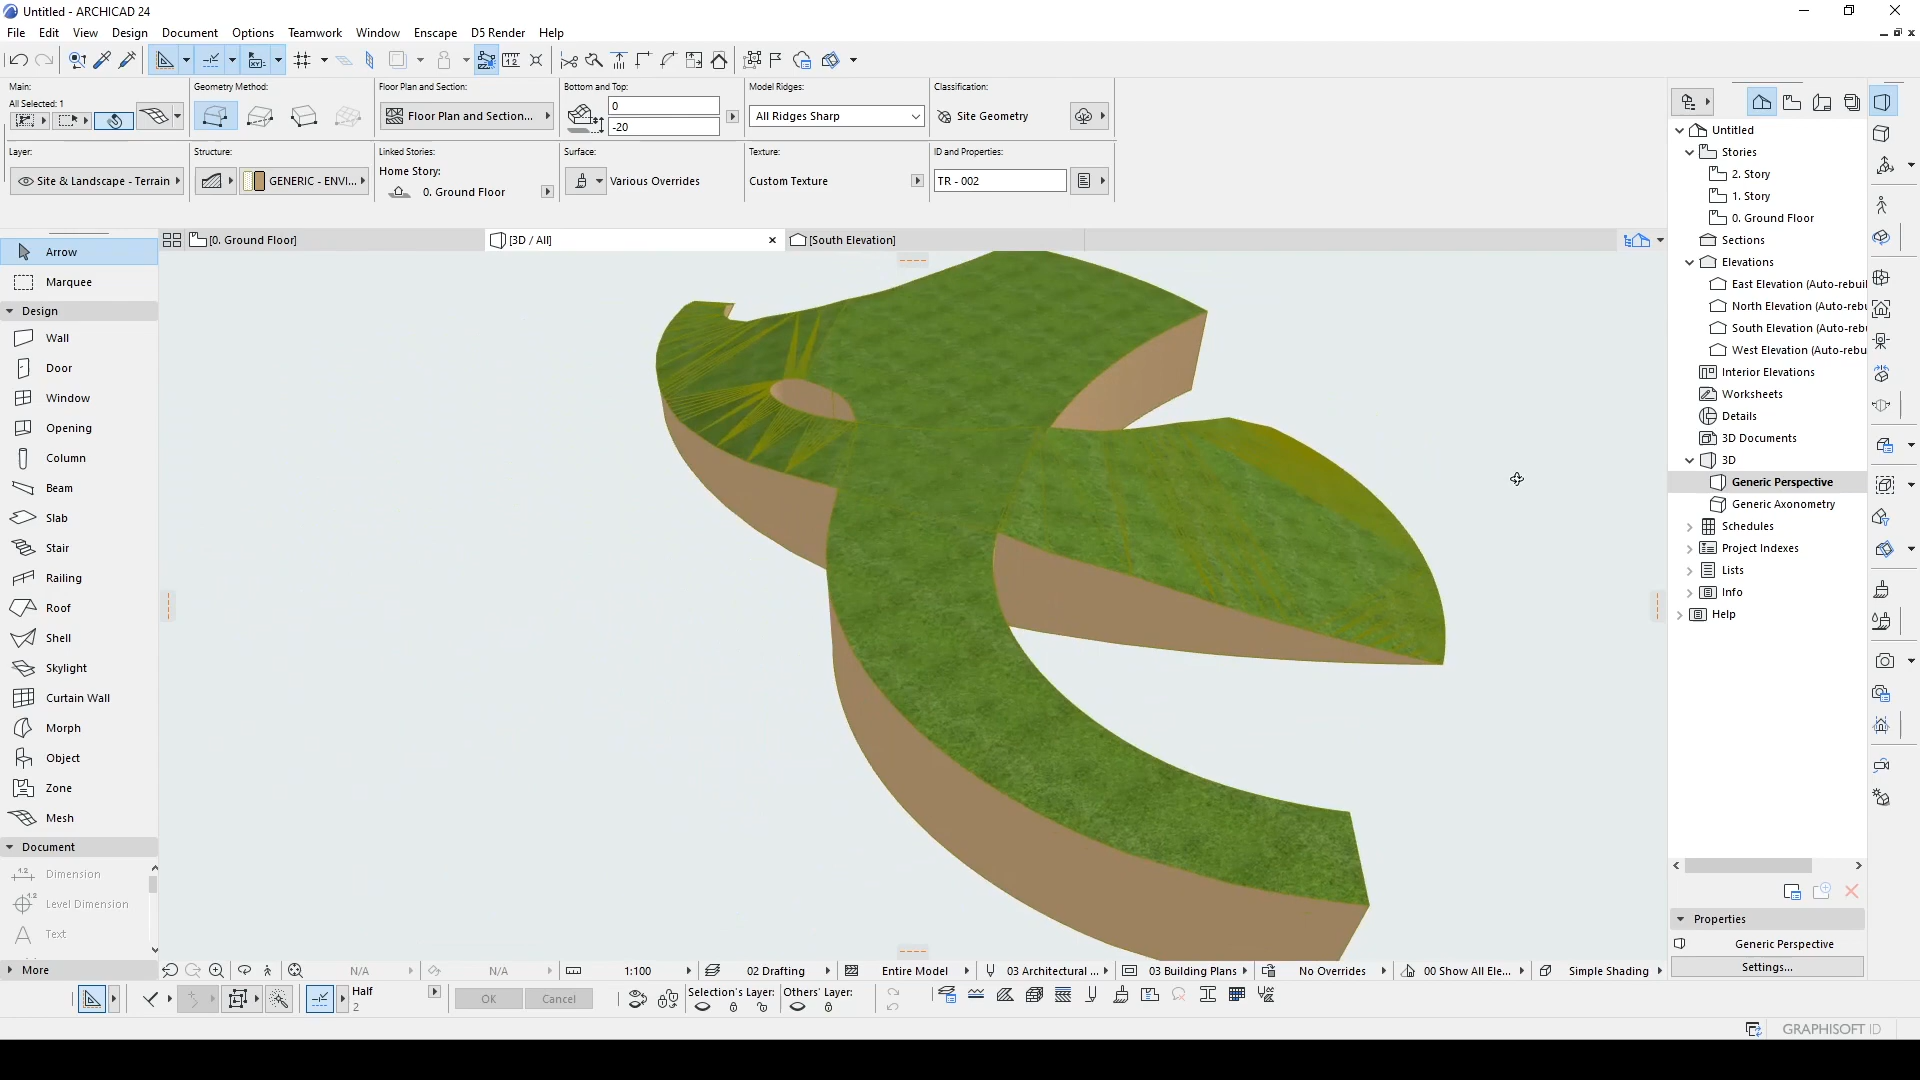 Untitled - ARCHICAD 24
File Edit View Design Document Options Teamwork Window Enscape D5 Render Help
Main: Geometry Method: Floor Plan and Section: Bottom and Top: Model Ridges: Classification:
All Selected: 1
Floor Plan and Section... 0 All Ridges Sharp Site Geometry
-20
Layer: Structure: Linked Stories: Surface: Texture: ID and Properties:
Home Story:
Site & Landscape - Terrain GENERIC - ENVI... 0. Ground Floor Various Overrides Custom Texture TR - 002
[0. Ground Floor] [3D / All] [South Elevation]
Arrow
Marquee
Design
Wall
Door
Window
Opening
Column
Beam
Slab
Stair
Railing
Roof
Shell
Skylight
Curtain Wall
Morph
Object
Zone
Mesh
Document
Dimension
Level Dimension
Text
More
Untitled
Stories
2. Story
1. Story
0. Ground Floor
Sections
Elevations
East Elevation (Auto-rebuil
North Elevation (Auto-rebu
South Elevation (Auto-rebu
West Elevation (Auto-rebu
Interior Elevations
Worksheets
Details
3D Documents
3D
Generic Perspective
Generic Axonometry
Schedules
Project Indexes
Lists
Info
Help
Properties
Generic Perspective
Settings...
N/A N/A 1:100 02 Drafting Entire Model 03 Architectural ... 03 Building Plans No Overrides 00 Show All Ele... Simple Shading
Half
2
OK Cancel Selection's Layer: Others' Layer:
GRAPHISOFT ID